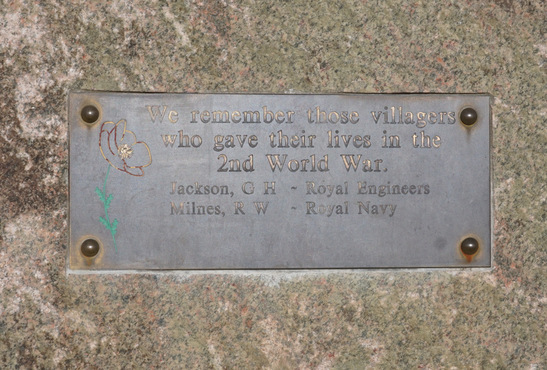 We remember those villagers
who gave their lives in the
2nd World War.
Jackson, G H - Royal Engineers
Milnes, R W - Royal Navy